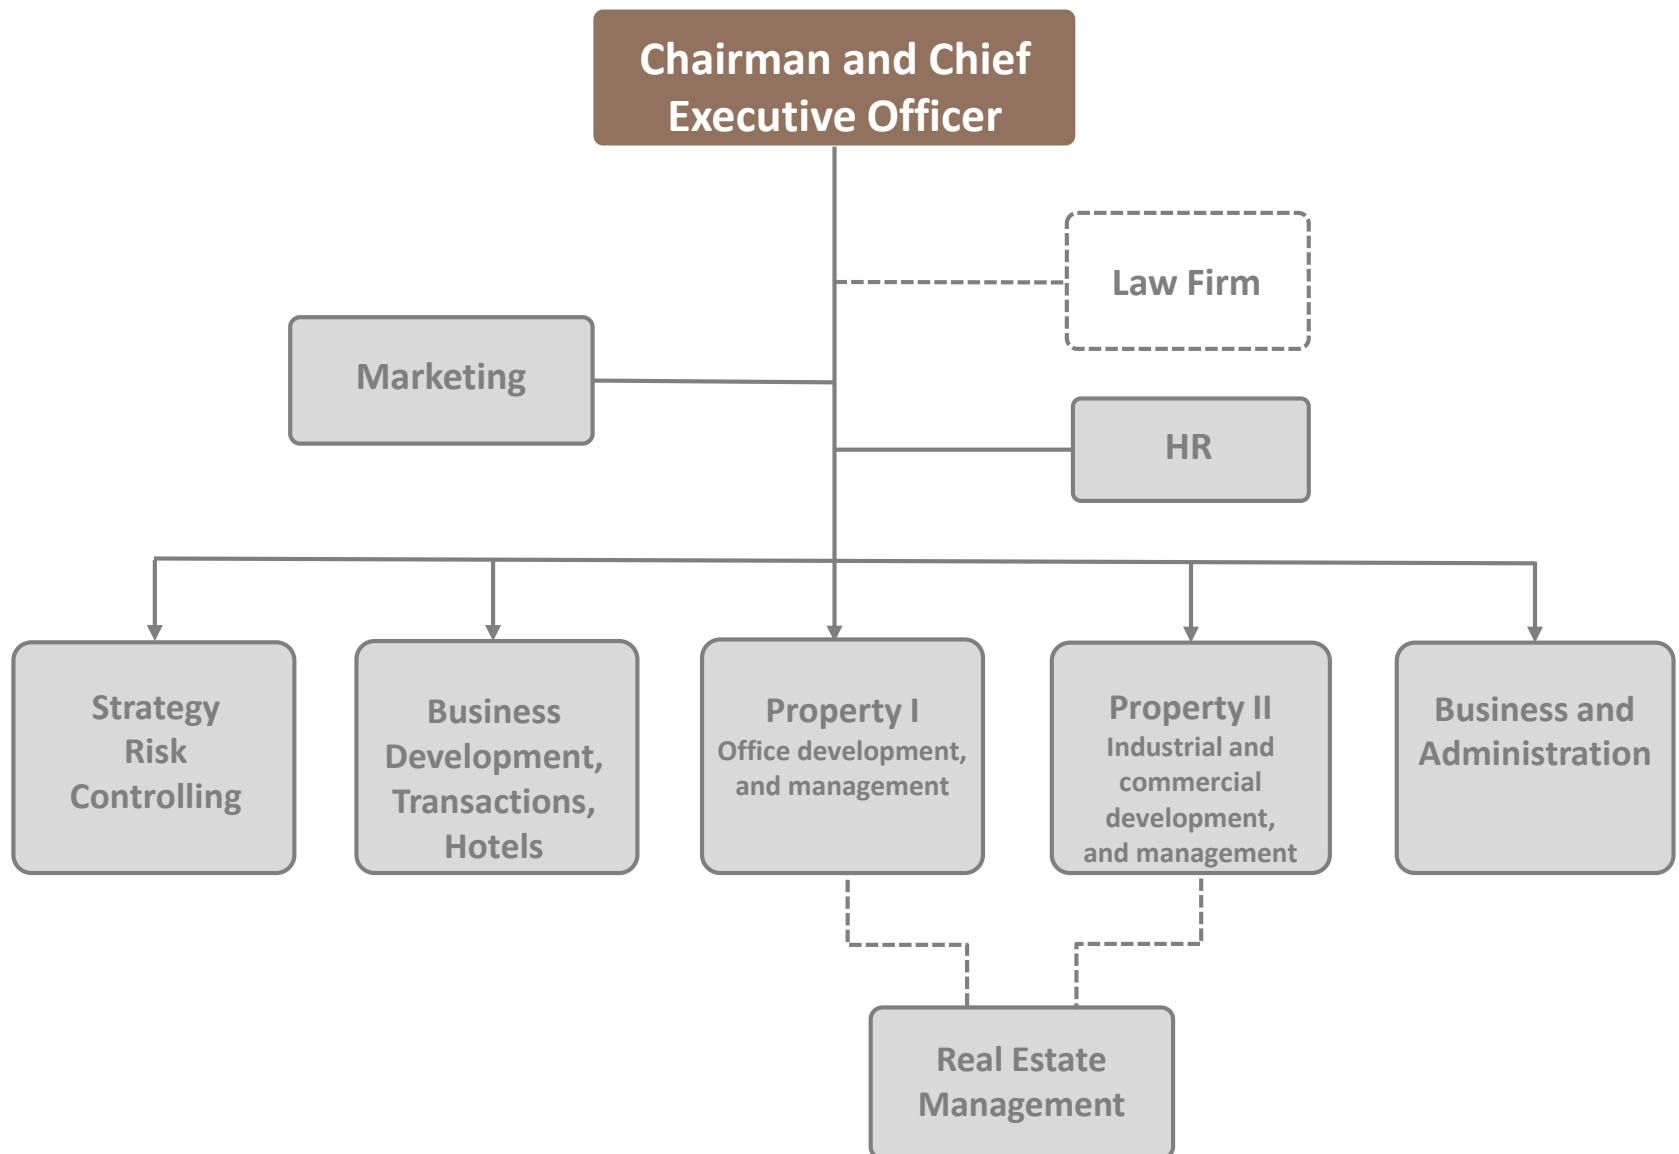 Chairman and Chief
Executive Officer
Law Firm
Marketing
HR
Strategy
Risk
Controlling
Business
Development,
Transactions,
Hotels
Property I
Office development,
and management
Property II
Industrial and
commercial
development,
and management
Business and
Administration
Real Estate
Management